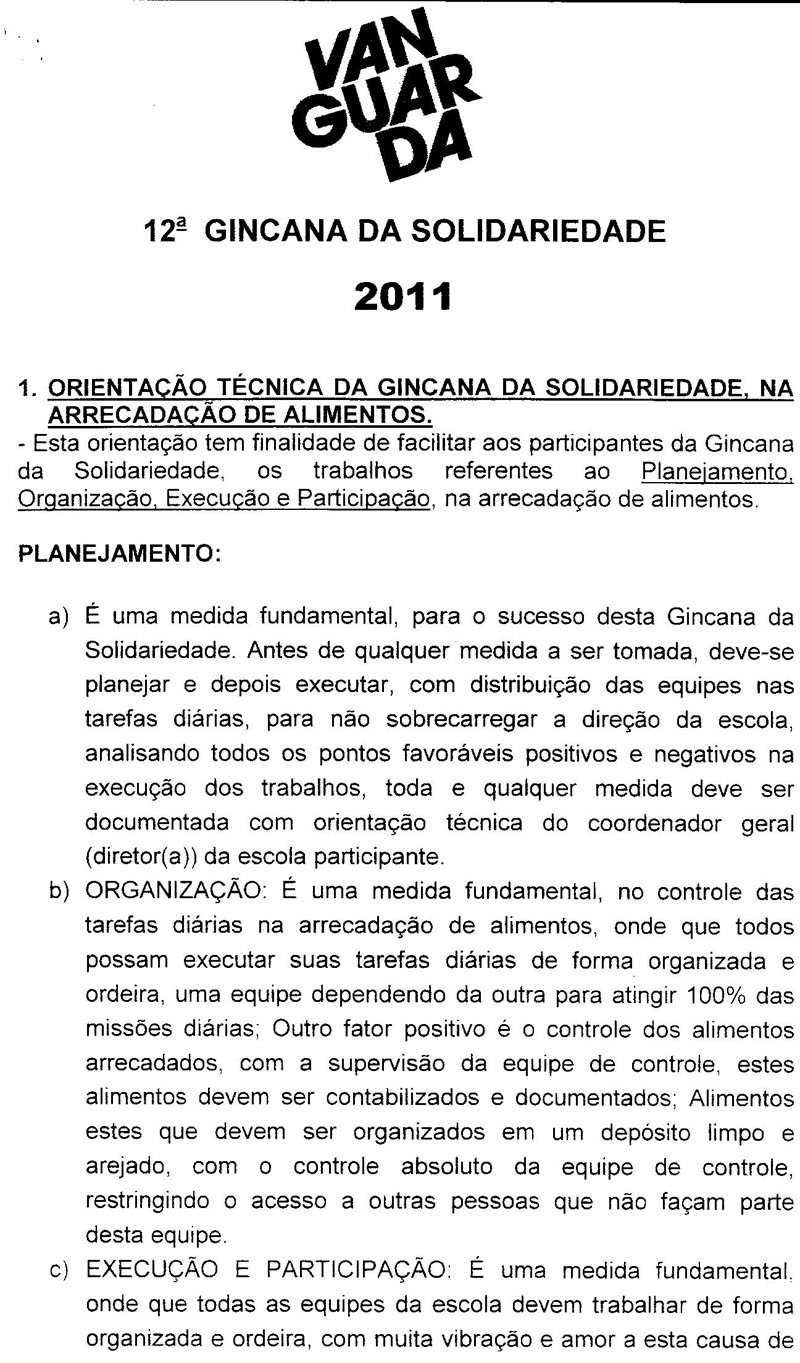 VAN
GUAR
DA
12ª GINCANA DA SOLIDARIEDADE
2011
1. ORIENTAÇÃO TÉCNICA DA GINCANA DA SOLIDARIEDADE, NA
ARRECADAÇÃO DE ALIMENTOS.
- Esta orientação tem finalidade de facilitar aos participantes da Gincana
da Solidariedade, os trabalhos referentes ao Planejamento,
Organização, Execução e Participação, na arrecadação de alimentos.
PLANEJAMENTO:
a) É uma medida fundamental, para o sucesso desta Gincana da
Solidariedade. Antes de qualquer medida a ser tomada, deve-se
planejar e depois executar, com distribuição das equipes nas
tarefas diárias, para não sobrecarregar a direção da escola,
analisando todos os pontos favoráveis positivos e negativos na
execução dos trabalhos, toda e qualquer medida deve ser
documentada com orientação técnica do coordenador geral
(diretor(a)) da escola participante.
b) ORGANIZAÇÃO: É uma medida fundamental, no controle das
tarefas diárias na arrecadação de alimentos, onde que todos
possam executar suas tarefas diárias de forma organizada e
ordeira, uma equipe dependendo da outra para atingir 100% das
missões diárias; Outro fator positivo é o controle dos alimentos
arrecadados, com a supervisão da equipe de controle, estes
alimentos devem ser contabilizados e documentados; Alimentos
estes que devem ser organizados em um depósito limpo e
arejado, com o controle absoluto da equipe de controle,
restringindo o acesso a outras pessoas que não façam parte
desta equipe.
c) EXECUÇÃO E PARTICIPAÇÃO: É uma medida fundamental,
onde que todas as equipes da escola devem trabalhar de forma
organizada e ordeira, com muita vibração e amor a esta causa de